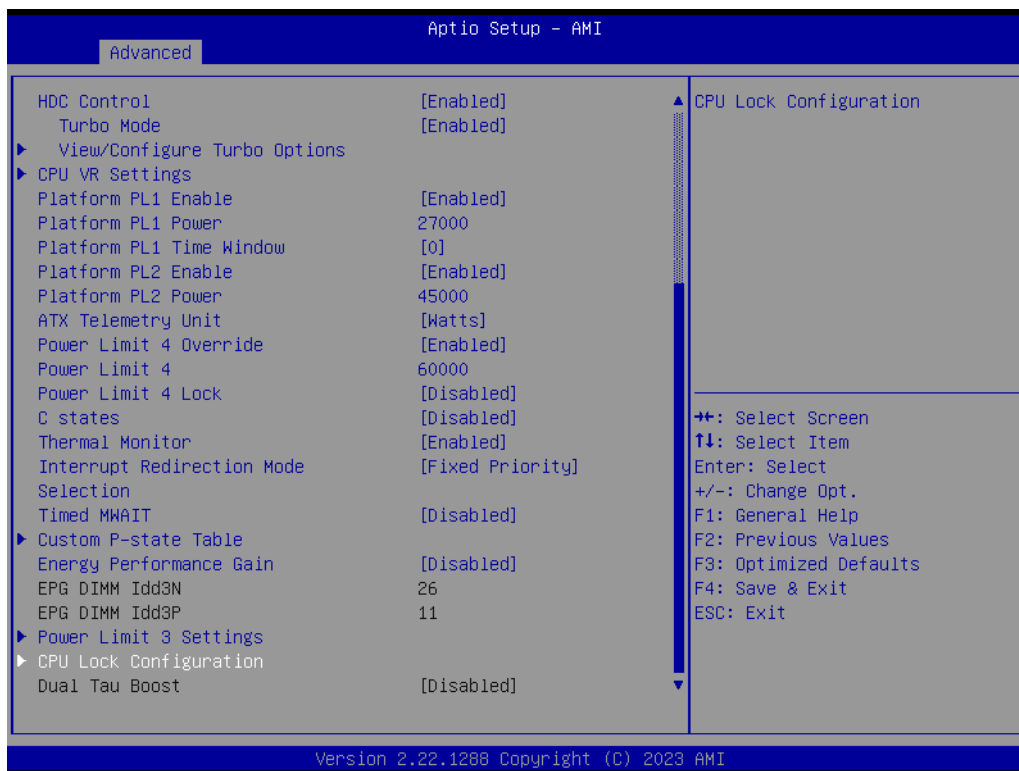 Aptio Setup – AMI
Advanced
HDC Control [Enabled]
Turbo Mode [Enabled]
View/Configure Turbo Options
CPU VR Settings
Platform PL1 Enable [Enabled]
Platform PL1 Power 27000
Platform PL1 Time Window [0]
Platform PL2 Enable [Enabled]
Platform PL2 Power 45000
ATX Telemetry Unit [Watts]
Power Limit 4 Override [Enabled]
Power Limit 4 60000
Power Limit 4 Lock [Disabled]
C states [Disabled]
Thermal Monitor [Enabled]
Interrupt Redirection Mode [Fixed Priority]
Selection
Timed MWAIT [Disabled]
Custom P-state Table
Energy Performance Gain [Disabled]
EPG DIMM Idd3N 26
EPG DIMM Idd3P 11
Power Limit 3 Settings
CPU Lock Configuration
Dual Tau Boost [Disabled]
CPU Lock Configuration
→←: Select Screen
↑↓: Select Item
Enter: Select
+/-: Change Opt.
F1: General Help
F2: Previous Values
F3: Optimized Defaults
F4: Save & Exit
ESC: Exit
Version 2.22.1288 Copyright (C) 2023 AMI